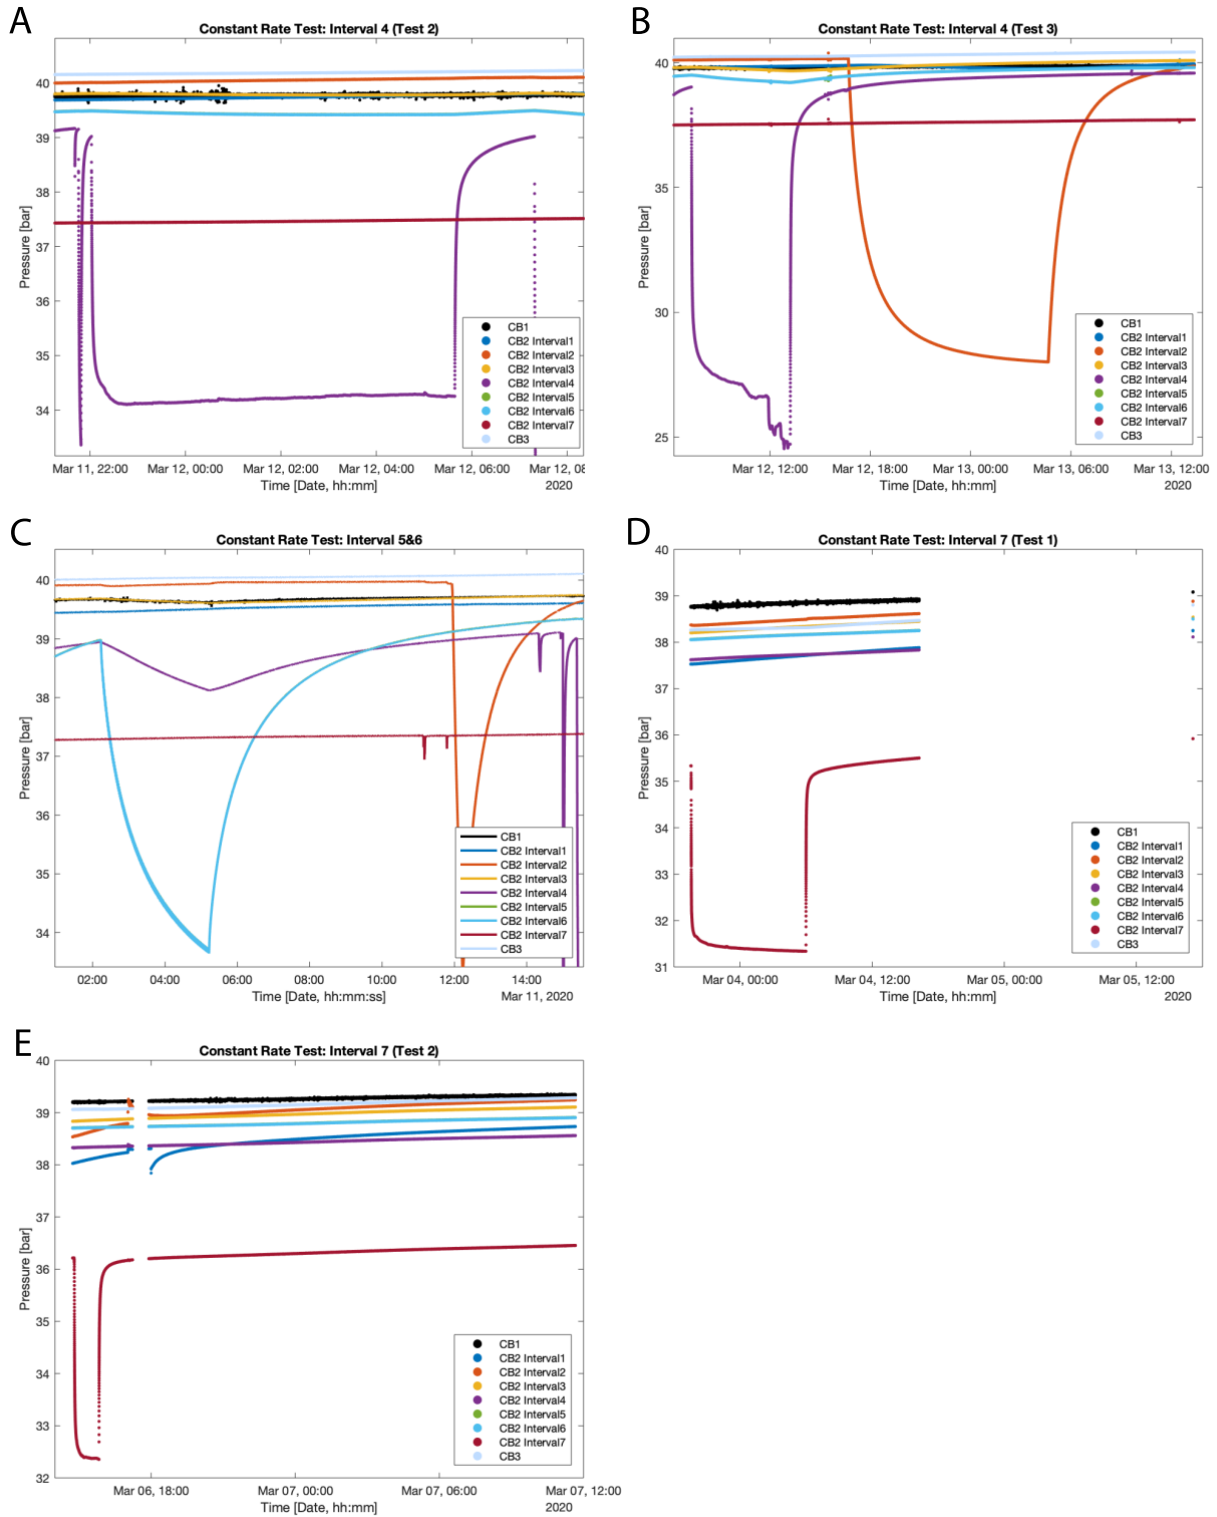 A
Constant Rate Test: Interval 4 (Test 2)
40
39
38
37
36
35
34
Pressure [bar]
CB1
CB2 Interval1
CB2 Interval2
CB2 Interval3
CB2 Interval4
CB2 Interval5
CB2 Interval6
CB2 Interval7
CB3
Mar 11, 22:00 Mar 12, 00:00 Mar 12, 02:00 Mar 12, 04:00 Mar 12, 06:00 Mar 12, 08
Time [Date, hh:mm] 2020
B
Constant Rate Test: Interval 4 (Test 3)
40
35
30
25
Pressure [bar]
CB1
CB2 Interval1
CB2 Interval2
CB2 Interval3
CB2 Interval4
CB2 Interval5
CB2 Interval6
CB2 Interval7
CB3
Mar 12, 12:00 Mar 12, 18:00 Mar 13, 00:00 Mar 13, 06:00 Mar 13, 12:00
Time [Date, hh:mm] 2020
C
Constant Rate Test: Interval 5&6
40
39
38
37
36
35
34
Pressure [bar]
CB1
CB2 Interval1
CB2 Interval2
CB2 Interval3
CB2 Interval4
CB2 Interval5
CB2 Interval6
CB2 Interval7
CB3
02:00 04:00 06:00 08:00 10:00 12:00 14:00
Time [Date, hh:mm:ss] Mar 11, 2020
D
Constant Rate Test: Interval 7 (Test 1)
40
39
38
37
36
35
34
33
32
31
Pressure [bar]
CB1
CB2 Interval1
CB2 Interval2
CB2 Interval3
CB2 Interval4
CB2 Interval5
CB2 Interval6
CB2 Interval7
CB3
Mar 04, 00:00 Mar 04, 12:00 Mar 05, 00:00 Mar 05, 12:00
Time [Date, hh:mm] 2020
E
Constant Rate Test: Interval 7 (Test 2)
40
39
38
37
36
35
34
33
32
Pressure [bar]
CB1
CB2 Interval1
CB2 Interval2
CB2 Interval3
CB2 Interval4
CB2 Interval5
CB2 Interval6
CB2 Interval7
CB3
Mar 06, 18:00 Mar 07, 00:00 Mar 07, 06:00 Mar 07, 12:00
Time [Date, hh:mm] 2020